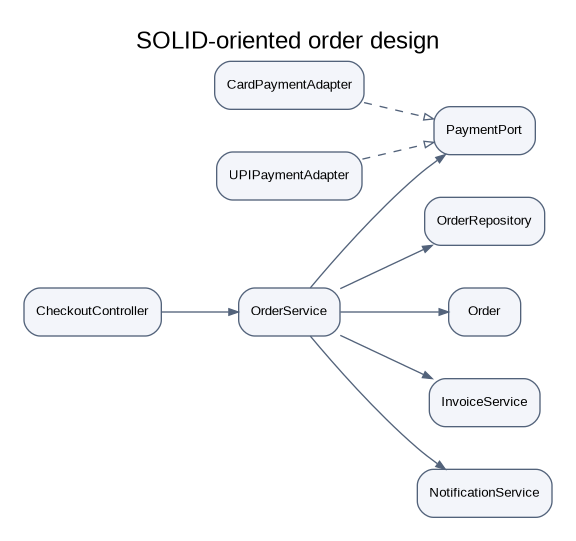 SOLID-oriented order design
CardPaymentAdapter
PaymentPort
UPIPaymentAdapter
OrderRepository
CheckoutController
OrderService
Order
InvoiceService
NotificationService